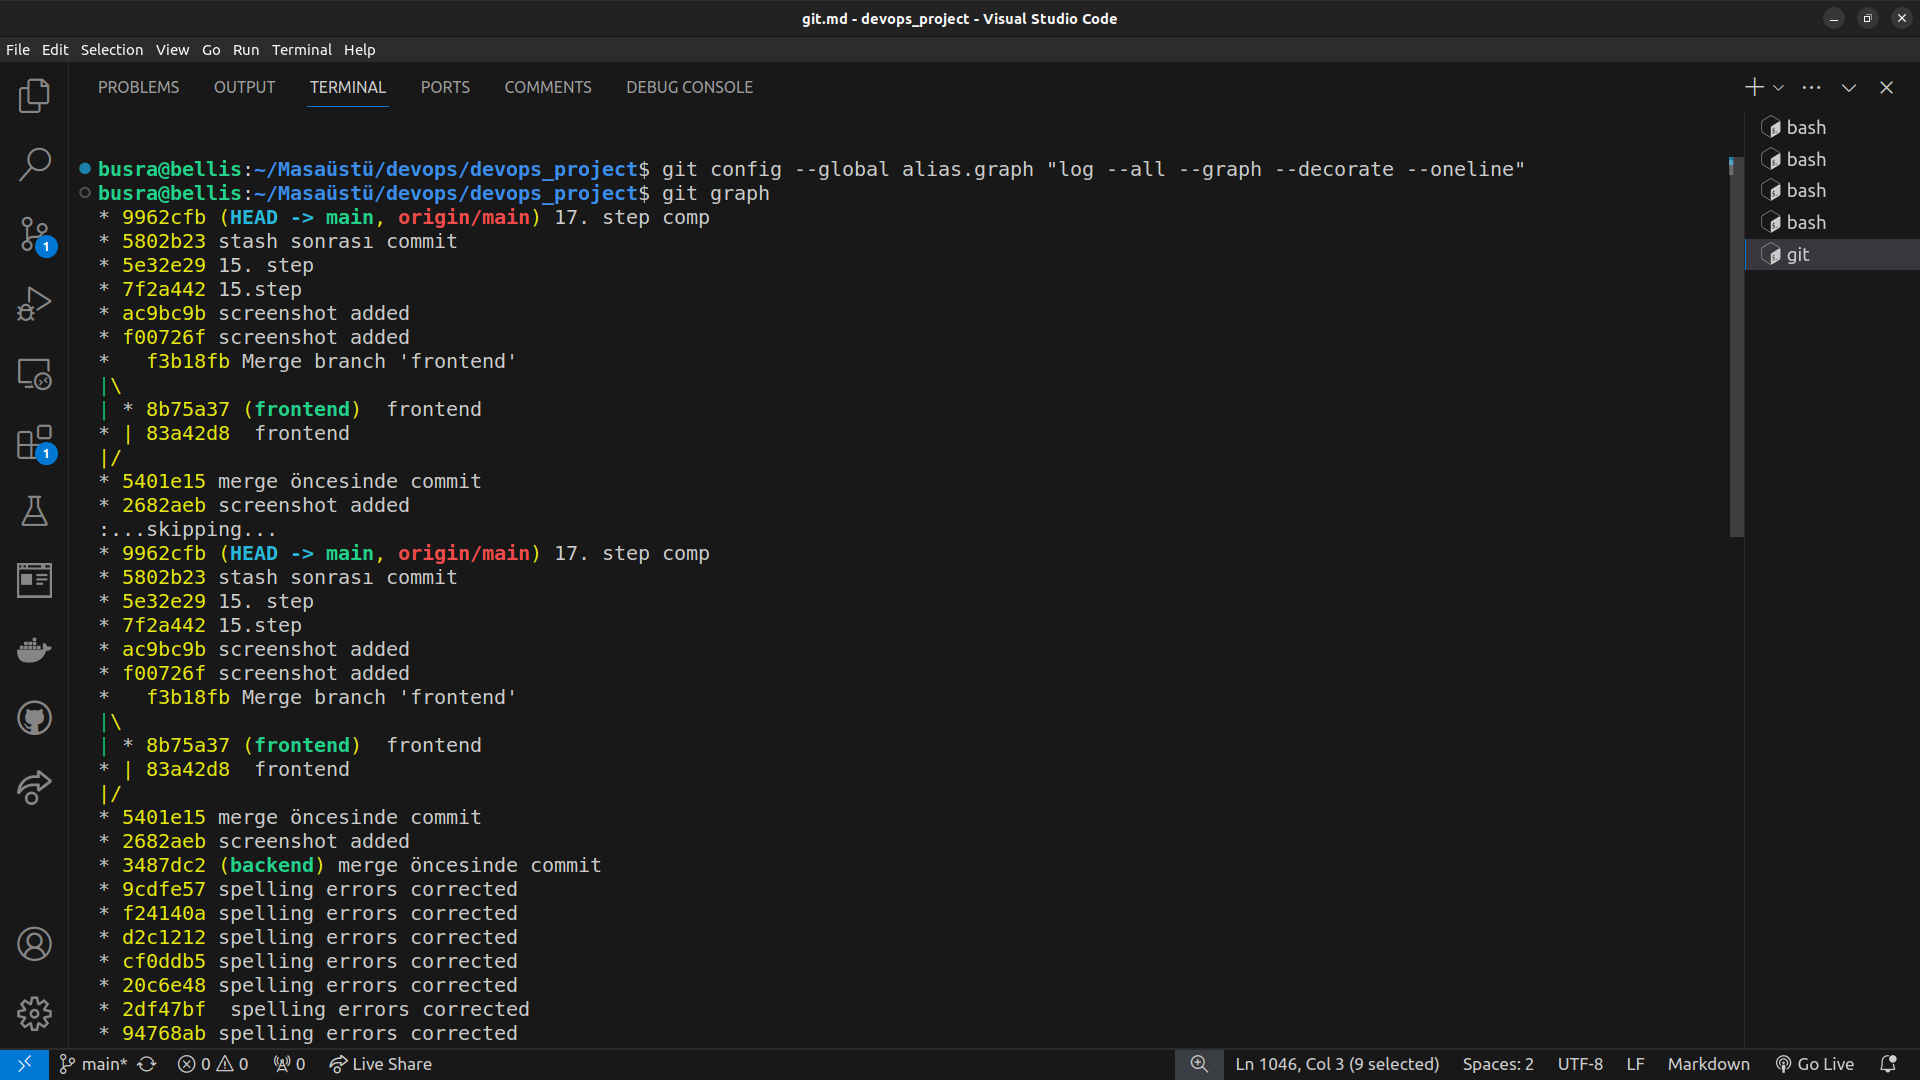 git.md - devops_project - Visual Studio Code
File Edit Selection View Go Run Terminal Help
PROBLEMS OUTPUT TERMINAL PORTS COMMENTS DEBUG CONSOLE
busra@bellis:~/Masaüstü/devops/devops_project$ git config --global alias.graph "log --all --graph --decorate --oneline"
busra@bellis:~/Masaüstü/devops/devops_project$ git graph
* 9962cfb (HEAD -> main, origin/main) 17. step comp
* 5802b23 stash sonrası commit
* 5e32e29 15. step
* 7f2a442 15.step
* ac9bc9b screenshot added
* f00726f screenshot added
*   f3b18fb Merge branch 'frontend'
|\
| * 8b75a37 (frontend)  frontend
* | 83a42d8  frontend
|/
* 5401e15 merge öncesinde commit
* 2682aeb screenshot added
:...skipping...
* 9962cfb (HEAD -> main, origin/main) 17. step comp
* 5802b23 stash sonrası commit
* 5e32e29 15. step
* 7f2a442 15.step
* ac9bc9b screenshot added
* f00726f screenshot added
*   f3b18fb Merge branch 'frontend'
|\
| * 8b75a37 (frontend)  frontend
* | 83a42d8  frontend
|/
* 5401e15 merge öncesinde commit
* 2682aeb screenshot added
* 3487dc2 (backend) merge öncesinde commit
* 9cdfe57 spelling errors corrected
* f24140a spelling errors corrected
* d2c1212 spelling errors corrected
* cf0ddb5 spelling errors corrected
* 20c6e48 spelling errors corrected
* 2df47bf  spelling errors corrected
* 94768ab spelling errors corrected
bash
bash
bash
bash
git
1
1
main* 0 0 0 Live Share Ln 1046, Col 3 (9 selected) Spaces: 2 UTF-8 LF Markdown Go Live